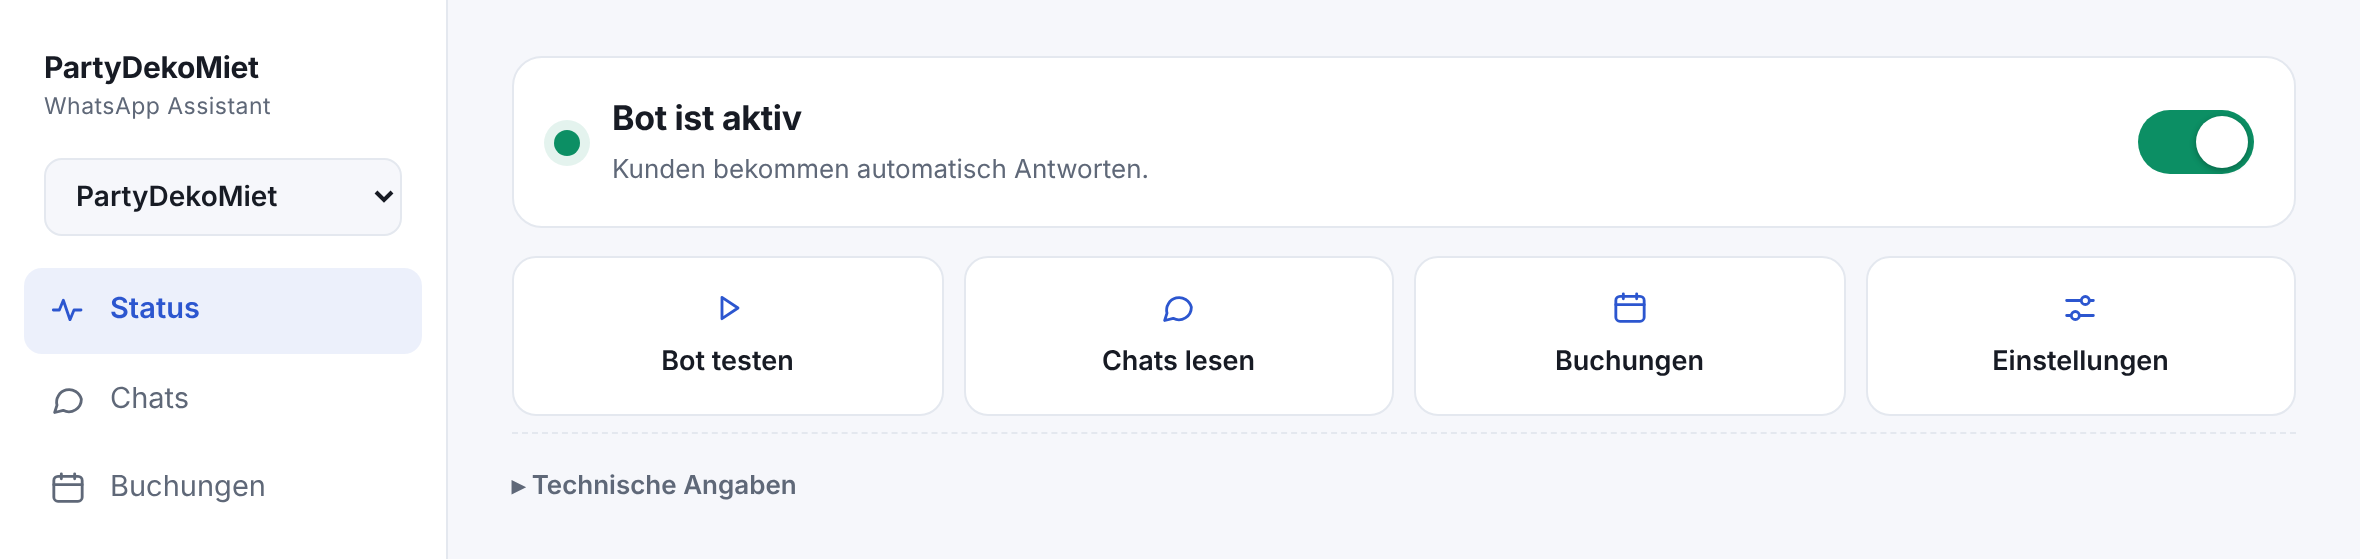 PartyDekoMiet
WhatsApp Assistant
PartyDekoMiet
Status
Chats
Buchungen
Bot ist aktiv
Kunden bekommen automatisch Antworten.
Bot testen
Chats lesen
Buchungen
Einstellungen
Technische Angaben